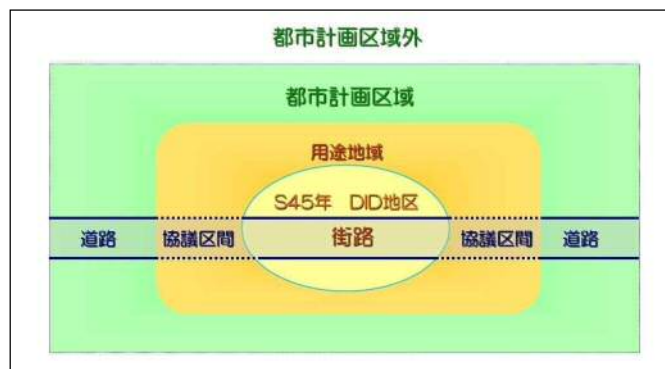 都市計画区域外
都市計画区域
用途地域
S45年 DID地区
道路 協議区間 街路 協議区間 道路